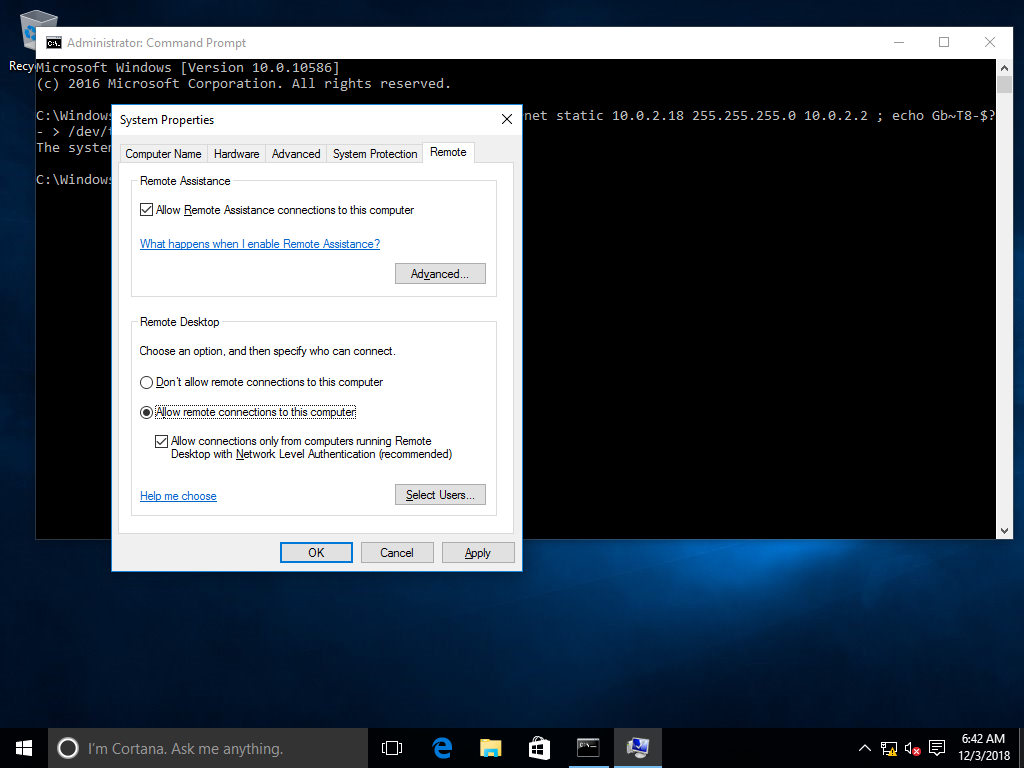 Recy
Administrator: Command Prompt
Microsoft Windows [Version 10.0.10586]
(c) 2016 Microsoft Corporation. All rights reserved.
C:\Windows
net static 10.0.2.18 255.255.255.0 10.0.2.2 ; echo Gb~T8-$?
- > /dev/
The system
C:\Windows
System Properties
Computer Name Hardware Advanced System Protection Remote
Remote Assistance
Allow Remote Assistance connections to this computer
What happens when I enable Remote Assistance?
Advanced...
Remote Desktop
Choose an option, and then specify who can connect.
Don't allow remote connections to this computer
Allow remote connections to this computer
Allow connections only from computers running Remote
Desktop with Network Level Authentication (recommended)
Help me choose
Select Users...
OK Cancel Apply
I'm Cortana. Ask me anything.
6:42 AM
12/3/2018